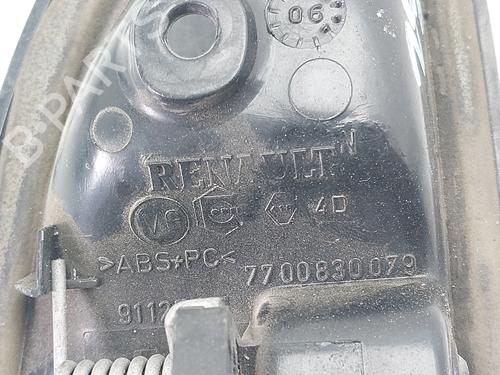 06
B-PARTS
RENAULT
4D
>ABS+PC<
7700830079
9112